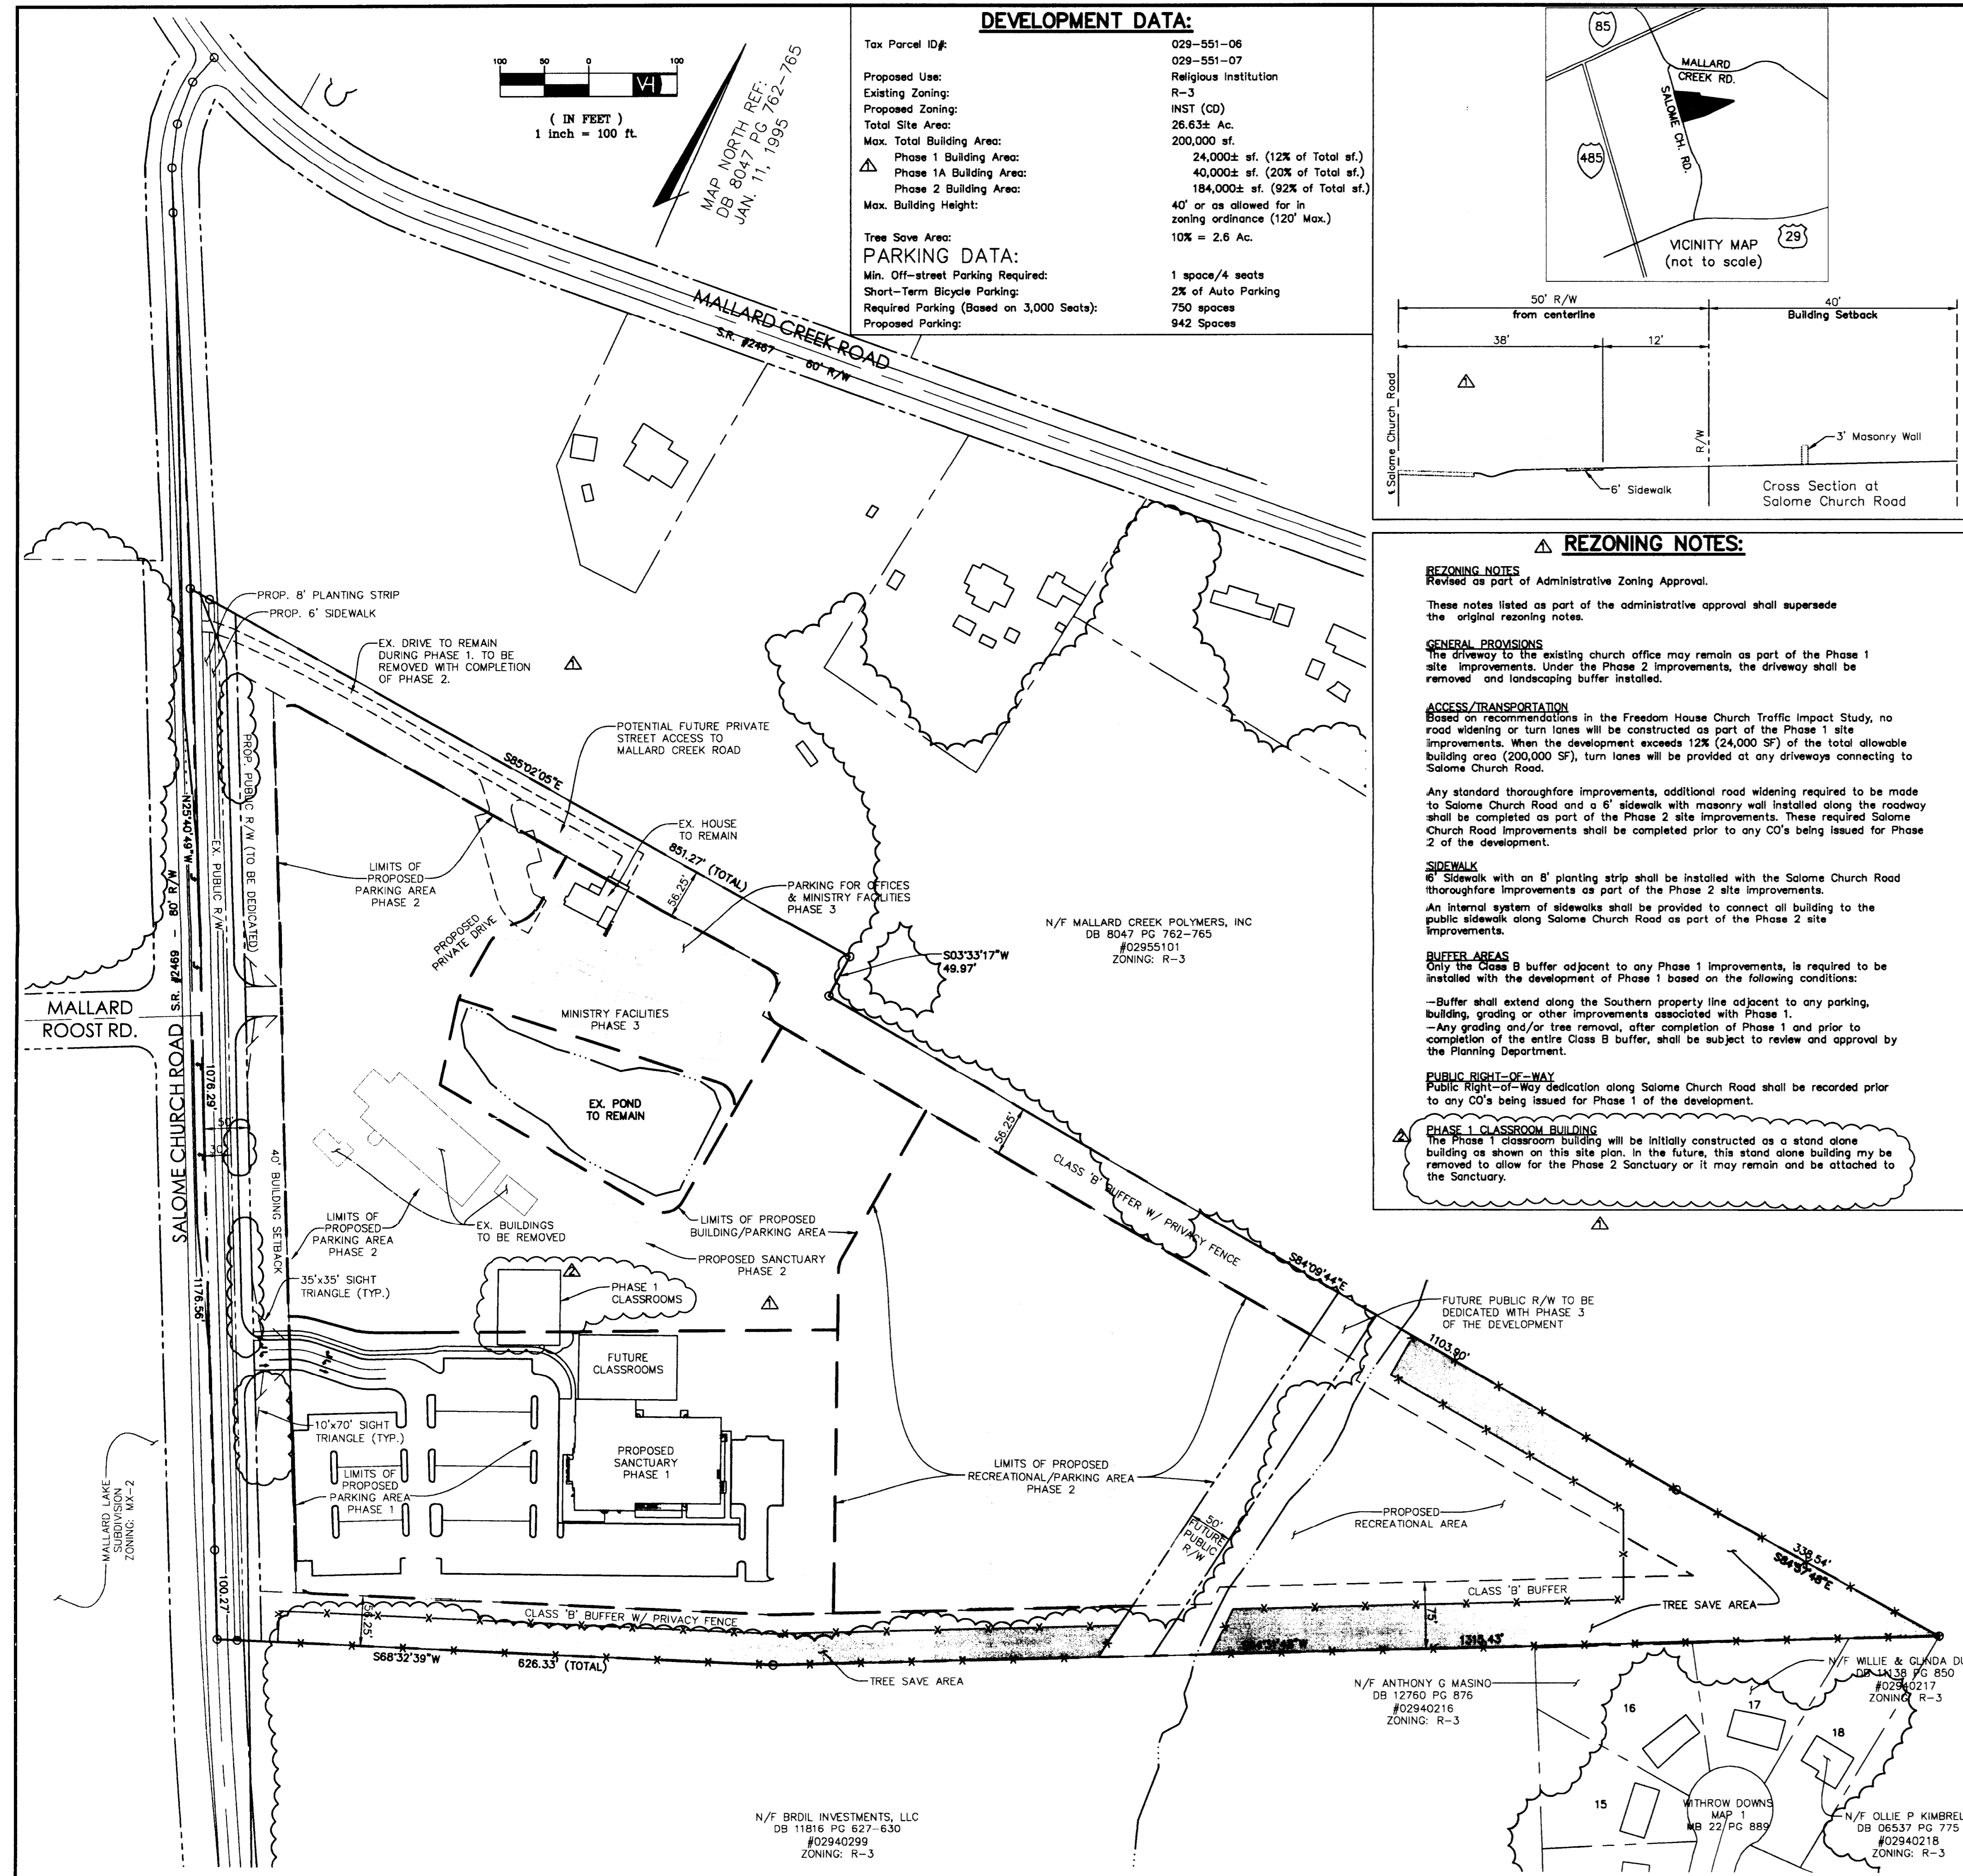 DEVELOPMENT DATA:
Tax Parcel ID#: 029-551-06
029-551-07
Proposed Use: Religious Institution
Existing Zoning: R-3
Proposed Zoning: INST (CD)
Total Site Area: 26.63± Ac.
Max. Total Building Area: 200,000 sf.
1 Phase 1 Building Area: 24,000± sf. (12% of Total sf.)
Phase 1A Building Area: 40,000± sf. (20% of Total sf.)
Phase 2 Building Area: 184,000± sf. (92% of Total sf.)
Max. Building Height: 40' or as allowed for in
zoning ordinance (120' Max.)
Tree Save Area: 10% = 2.6 Ac.
PARKING DATA:
Min. Off-street Parking Required: 1 space/4 seats
Short-Term Bicycle Parking: 2% of Auto Parking
Required Parking (Based on 3,000 Seats): 750 spaces
Proposed Parking: 942 Spaces
100 50 0 100
( IN FEET )
1 inch = 100 ft.
MAP NORTH REF:
DB 8047 PG 762-765
JAN. 11, 1995
85
MALLARD
CREEK RD.
SALOME CH. RD.
485
29
VICINITY MAP
(not to scale)
50' R/W
from centerline
40'
Building Setback
38'
12'
1
Salome Church Road
R/W
3' Masonry Wall
6' Sidewalk
Cross Section at
Salome Church Road
1 REZONING NOTES:
REZONING NOTES
Revised as part of Administrative Zoning Approval.
These notes listed as part of the administrative approval shall supersede
the original rezoning notes.
GENERAL PROVISIONS
The driveway to the existing church office may remain as part of the Phase 1
site improvements. Under the Phase 2 improvements, the driveway shall be
removed and landscaping buffer installed.
ACCESS/TRANSPORTATION
Based on recommendations in the Freedom House Church Traffic Impact Study, no
road widening or turn lanes will be constructed as part of the Phase 1 site
improvements. When the development exceeds 12% (24,000 SF) of the total allowable
building area (200,000 SF), turn lanes will be provided at any driveways connecting to
Salome Church Road.
Any standard thoroughfare improvements, additional road widening required to be made
to Salome Church Road and a 6' sidewalk with masonry wall installed along the roadway
shall be completed as part of the Phase 2 site improvements. These required Salome
Church Road Improvements shall be completed prior to any CO's being issued for Phase
2 of the development.
SIDEWALK
6' Sidewalk with an 8' planting strip shall be installed with the Salome Church Road
thoroughfare improvements as part of the Phase 2 site improvements.
An internal system of sidewalks shall be provided to connect all building to the
public sidewalk along Salome Church Road as part of the Phase 2 site
improvements.
BUFFER AREAS
Only the Class B buffer adjacent to any Phase 1 improvements, is required to be
installed with the development of Phase 1 based on the following conditions:
-Buffer shall extend along the Southern property line adjacent to any parking,
building, grading or other improvements associated with Phase 1.
-Any grading and/or tree removal, after completion of Phase 1 and prior to
completion of the entire Class B buffer, shall be subject to review and approval by
the Planning Department.
PUBLIC RIGHT-OF-WAY
Public Right-of-Way dedication along Salome Church Road shall be recorded prior
to any CO's being issued for Phase 1 of the development.
2 PHASE 1 CLASSROOM BUILDING
The Phase 1 classroom building will be initially constructed as a stand alone
building as shown on this site plan. In the future, this stand alone building my be
removed to allow for the Phase 2 Sanctuary or it may remain and be attached to
the Sanctuary.
1
MALLARD CREEK ROAD
S.R. #2467 - 60' R/W
PROP. 8' PLANTING STRIP
PROP. 6' SIDEWALK
EX. DRIVE TO REMAIN
DURING PHASE 1. TO BE
REMOVED WITH COMPLETION
OF PHASE 2.
1
POTENTIAL FUTURE PRIVATE
STREET ACCESS TO
MALLARD CREEK ROAD
S85°02'05"E
851.27' (TOTAL)
EX. HOUSE
TO REMAIN
56.25'
PROP. PUBLIC R/W (TO BE DEDICATED)
N25°40'49"W
EX. PUBLIC R/W
LIMITS OF
PROPOSED
PARKING AREA
PHASE 2
PARKING FOR OFFICES
& MINISTRY FACILITIES
PHASE 3
PROPOSED
PRIVATE DRIVE
N/F MALLARD CREEK POLYMERS, INC
DB 8047 PG 762-765
#02955101
ZONING: R-3
S03°33'17"W
49.97'
MALLARD
ROOST RD.
SALOME CHURCH ROAD S.R. #2469 - 80' R/W
MINISTRY FACILITIES
PHASE 3
EX. POND
TO REMAIN
1076.29'
50'
30'
40' BUILDING SETBACK
56.25'
CLASS 'B' BUFFER W/ PRIVACY FENCE
S84°09'44"E
LIMITS OF
PROPOSED
PARKING AREA
PHASE 2
EX. BUILDINGS
TO BE REMOVED
LIMITS OF PROPOSED
BUILDING/PARKING AREA
PROPOSED SANCTUARY
PHASE 2
35'x35' SIGHT
TRIANGLE (TYP.)
1176.56'
2
PHASE 1
CLASSROOMS
1
FUTURE PUBLIC R/W TO BE
DEDICATED WITH PHASE 3
OF THE DEVELOPMENT
1103.90'
FUTURE
CLASSROOMS
10'x70' SIGHT
TRIANGLE (TYP.)
LIMITS OF
PROPOSED
PARKING AREA
PHASE 1
PROPOSED
SANCTUARY
PHASE 1
LIMITS OF PROPOSED
RECREATIONAL/PARKING AREA
PHASE 2
PROPOSED
RECREATIONAL AREA
50'
FUTURE
PUBLIC
R/W
MALLARD LAKE
SUBDIVISION
ZONING: MX-2
338.54'
S84°57'48"E
CLASS 'B' BUFFER
75'
TREE SAVE AREA
100.27'
56.25'
CLASS 'B' BUFFER W/ PRIVACY FENCE
S68°32'39"W
626.33' (TOTAL)
TREE SAVE AREA
1315.43'
N/F ANTHONY G MASINO
DB 12760 PG 876
#02940216
ZONING: R-3
N/F WILLIE & GLINDA
DB 11138 PG 850
#02940217
ZONING: R-3
16
17
18
15
WITHROW DOWNS
MAP 1
MB 22 PG 889
N/F OLLIE P
DB 06537 PG 775
#02940218
ZONING: R-3
N/F BRDIL INVESTMENTS, LLC
DB 11816 PG 627-630
#02940299
ZONING: R-3